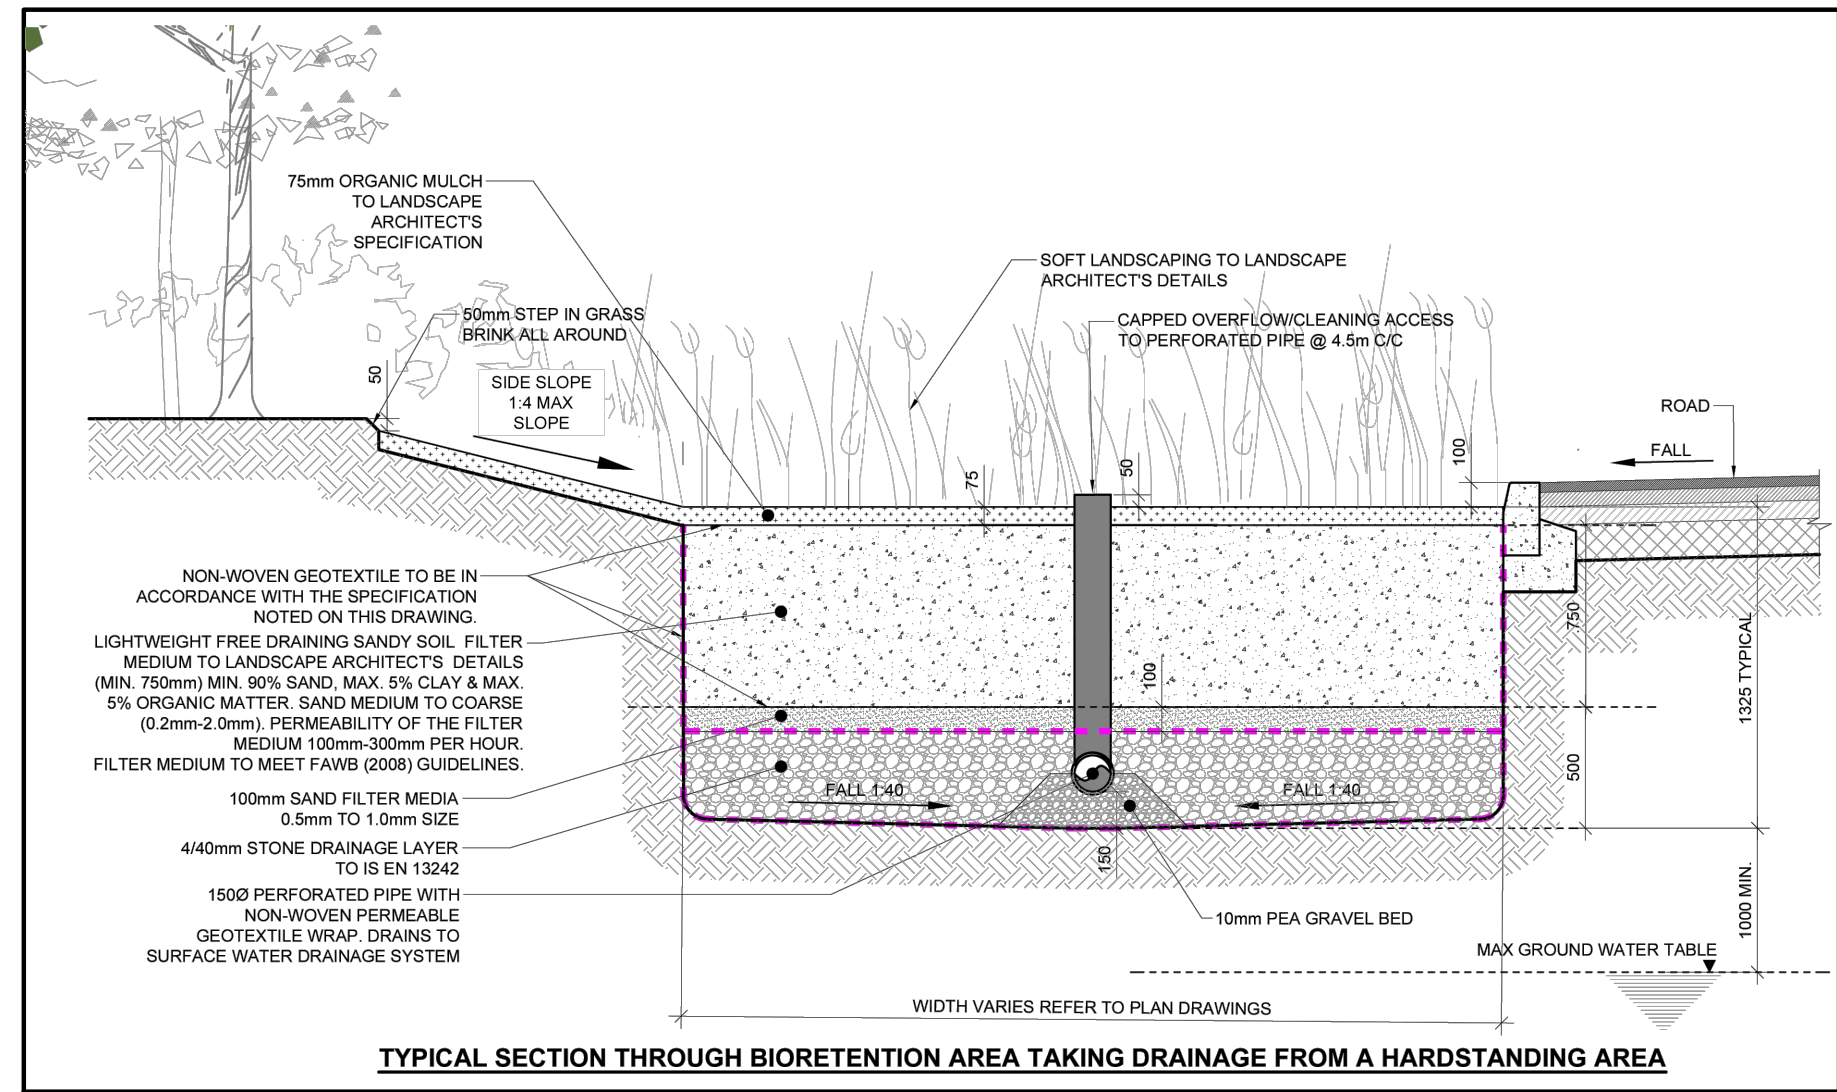 75mm ORGANIC MULCH
TO LANDSCAPE
ARCHITECT'S
SPECIFICATION
SOFT LANDSCAPING TO LANDSCAPE
ARCHITECT'S DETAILS
50mm STEP IN GRASS
BRINK ALL AROUND
CAPPED OVERFLOW/CLEANING ACCESS
TO PERFORATED PIPE @ 4.5m C/C
50
SIDE SLOPE
1:4 MAX
SLOPE
ROAD
FALL
100
75
50
NON-WOVEN GEOTEXTILE TO BE IN
ACCORDANCE WITH THE SPECIFICATION
NOTED ON THIS DRAWING.
LIGHTWEIGHT FREE DRAINING SANDY SOIL FILTER
MEDIUM TO LANDSCAPE ARCHITECT'S DETAILS
(MIN. 750mm) MIN. 90% SAND, MAX. 5% CLAY & MAX.
5% ORGANIC MATTER. SAND MEDIUM TO COARSE
(0.2mm-2.0mm). PERMEABILITY OF THE FILTER
MEDIUM 100mm-300mm PER HOUR.
FILTER MEDIUM TO MEET FAWB (2008) GUIDELINES.
750
1325 TYPICAL
100
500
FALL 1:40
FALL 1:40
100mm SAND FILTER MEDIA
0.5mm TO 1.0mm SIZE
4/40mm STONE DRAINAGE LAYER
TO IS EN 13242
150
150Ø PERFORATED PIPE WITH
NON-WOVEN PERMEABLE
GEOTEXTILE WRAP. DRAINS TO
SURFACE WATER DRAINAGE SYSTEM
10mm PEA GRAVEL BED
1000 MIN.
MAX GROUND WATER TABLE
WIDTH VARIES REFER TO PLAN DRAWINGS
TYPICAL SECTION THROUGH BIORETENTION AREA TAKING DRAINAGE FROM A HARDSTANDING AREA